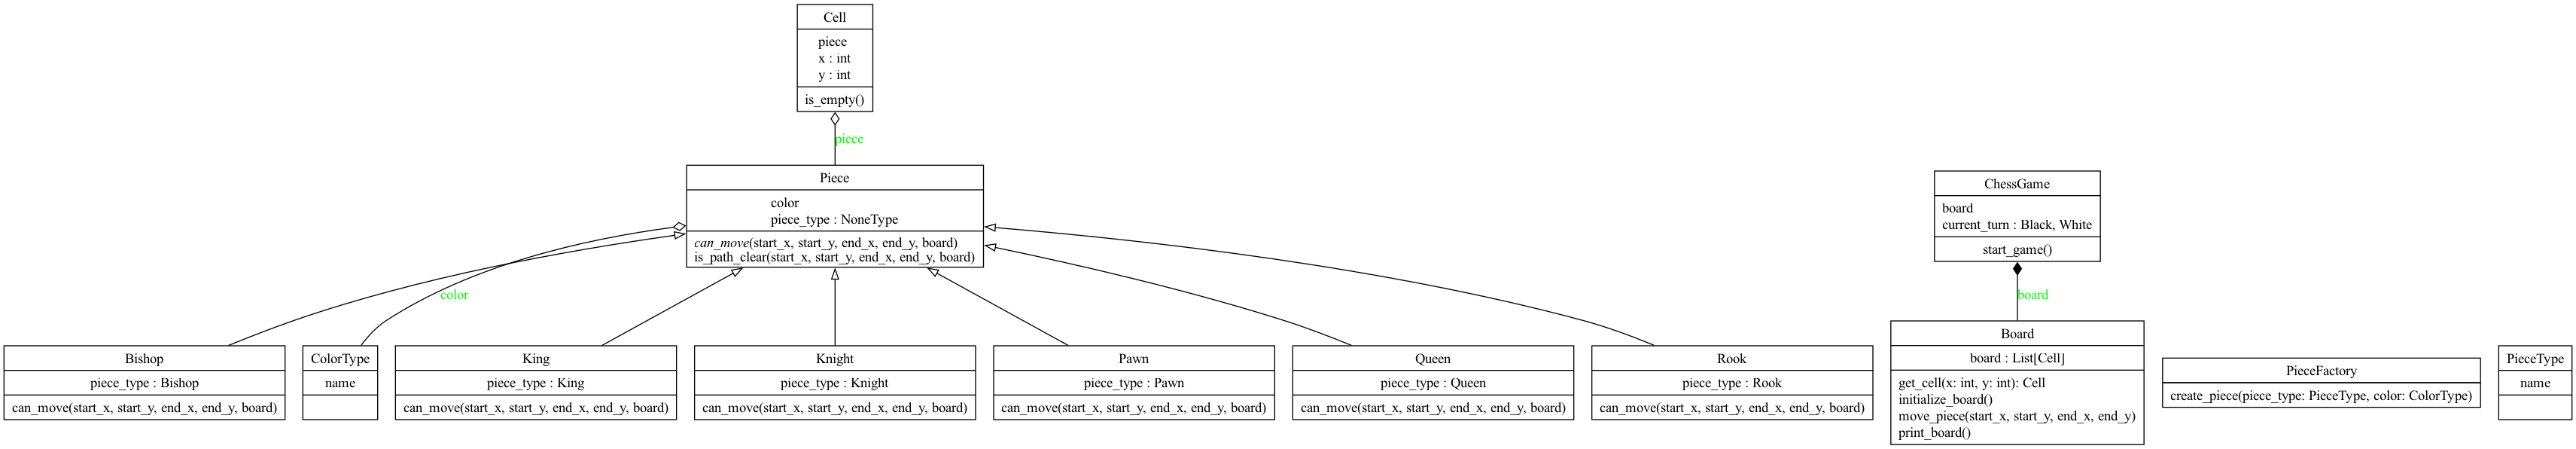 Cell
piece
x : int
y : int
is_empty()
piece
Piece
color
piece_type : NoneType
can_move(start_x, start_y, end_x, end_y, board)
is_path_clear(start_x, start_y, end_x, end_y, board)
ChessGame
board
current_turn : Black, White
start_game()
color
board
Bishop
piece_type : Bishop
can_move(start_x, start_y, end_x, end_y, board)
ColorType
name
King
piece_type : King
can_move(start_x, start_y, end_x, end_y, board)
Knight
piece_type : Knight
can_move(start_x, start_y, end_x, end_y, board)
Pawn
piece_type : Pawn
can_move(start_x, start_y, end_x, end_y, board)
Queen
piece_type : Queen
can_move(start_x, start_y, end_x, end_y, board)
Rook
piece_type : Rook
can_move(start_x, start_y, end_x, end_y, board)
Board
board : List[Cell]
get_cell(x: int, y: int): Cell
initialize_board()
move_piece(start_x, start_y, end_x, end_y)
print_board()
PieceFactory
create_piece(piece_type: PieceType, color: ColorType)
PieceType
name